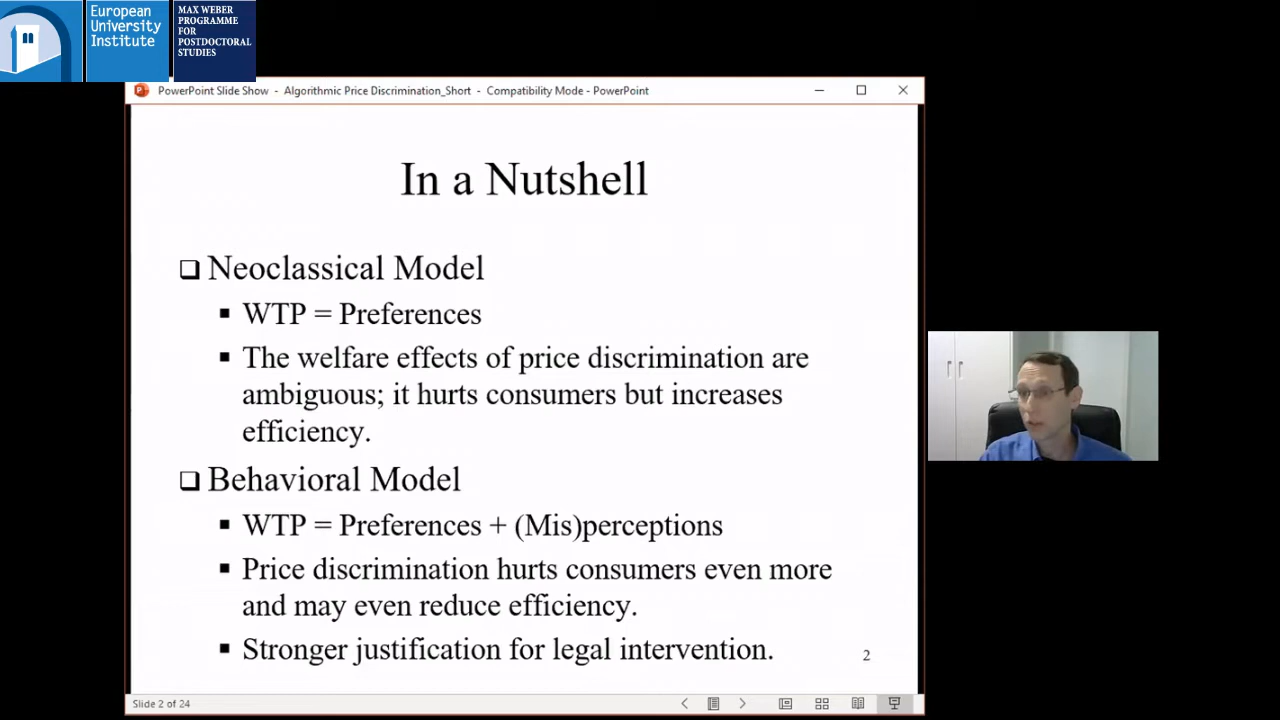 European
University
Institute
MAX WEBER
PROGRAMME
FOR
POSTDOCTORAL
STUDIES
PowerPoint Slide Show - Algorithmic Price Discrimination_Short - Compatibility Mode - PowerPoint
In a Nutshell
Neoclassical Model
WTP = Preferences
The welfare effects of price discrimination are
ambiguous; it hurts consumers but increases
efficiency.
Behavioral Model
WTP = Preferences + (Mis)perceptions
Price discrimination hurts consumers even more
and may even reduce efficiency.
Stronger justification for legal intervention.
2
Slide 2 of 24